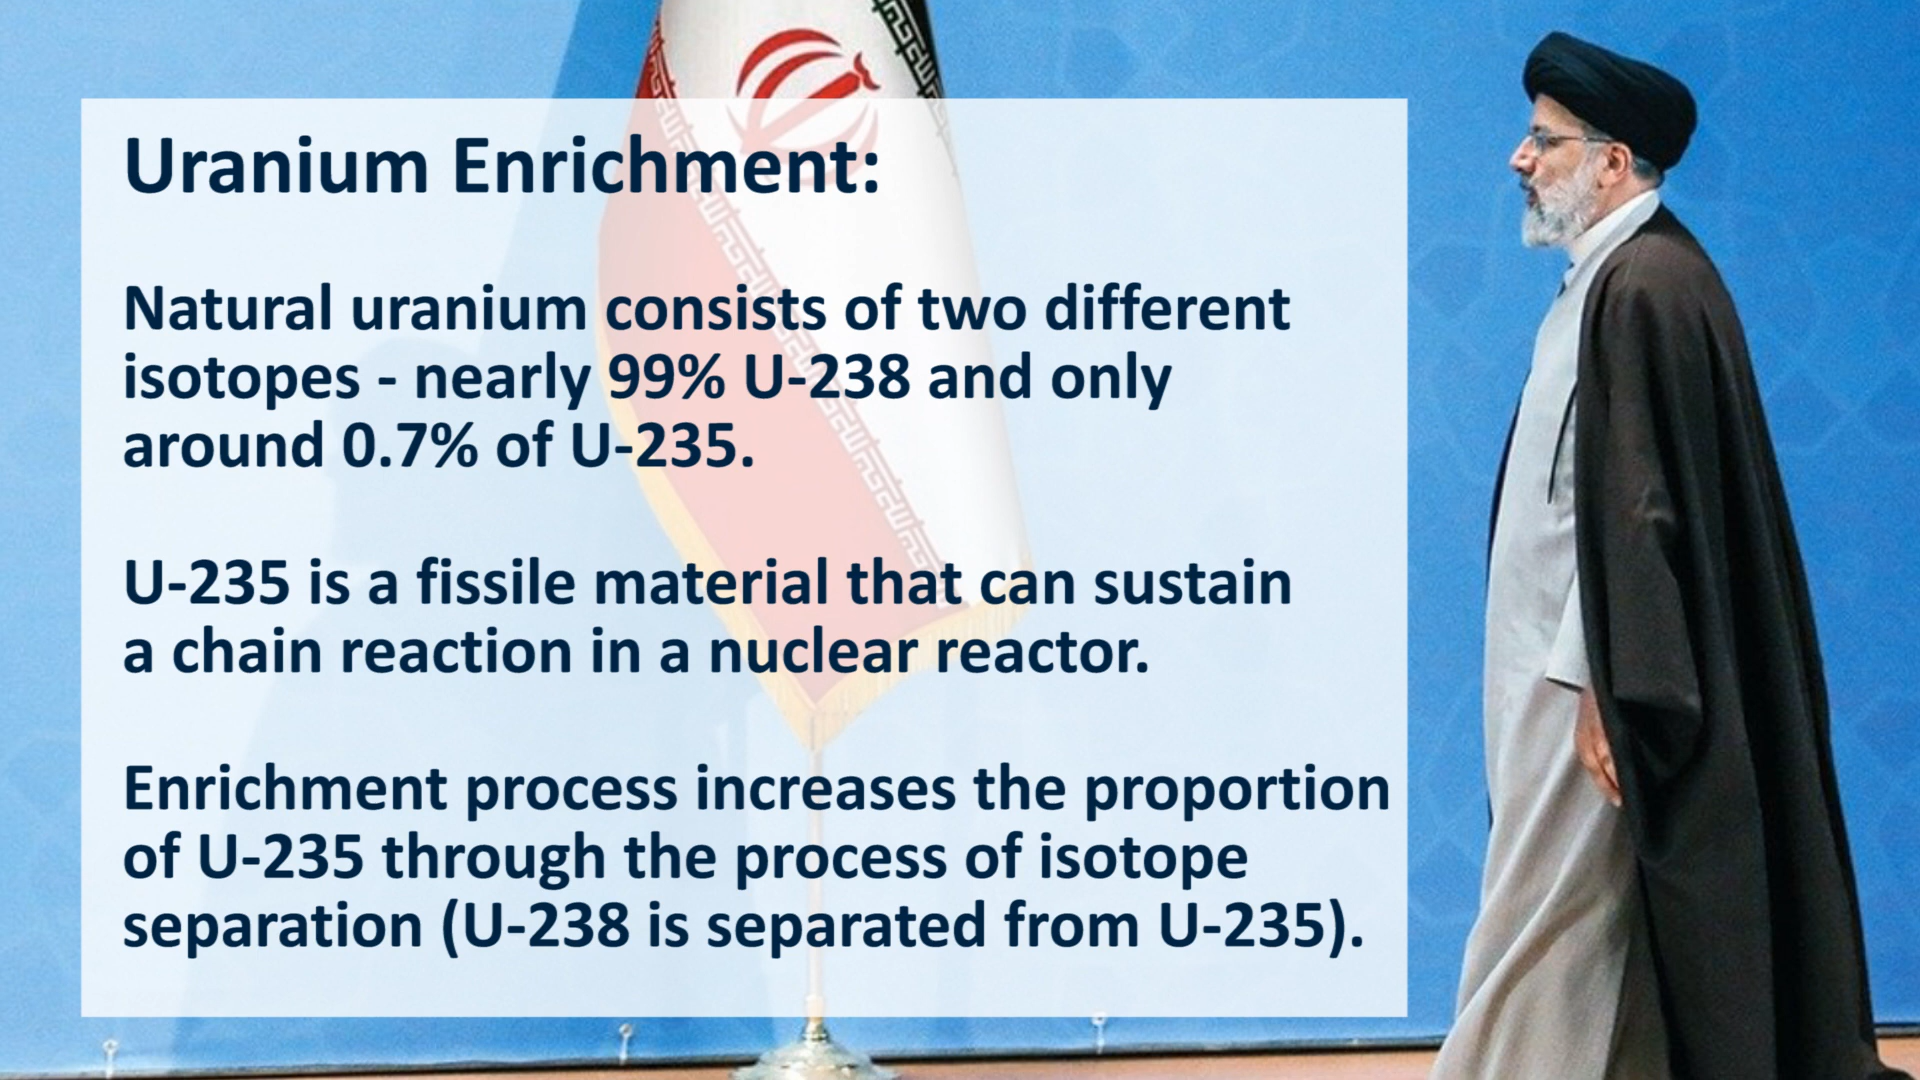 Uranium Enrichment:
Natural uranium consists of two different
isotopes - nearly 99% U-238 and only
around 0.7% of U-235.
U-235 is a fissile material that can sustain
a chain reaction in a nuclear reactor.
Enrichment process increases the proportion
of U-235 through the process of isotope
separation (U-238 is separated from U-235).